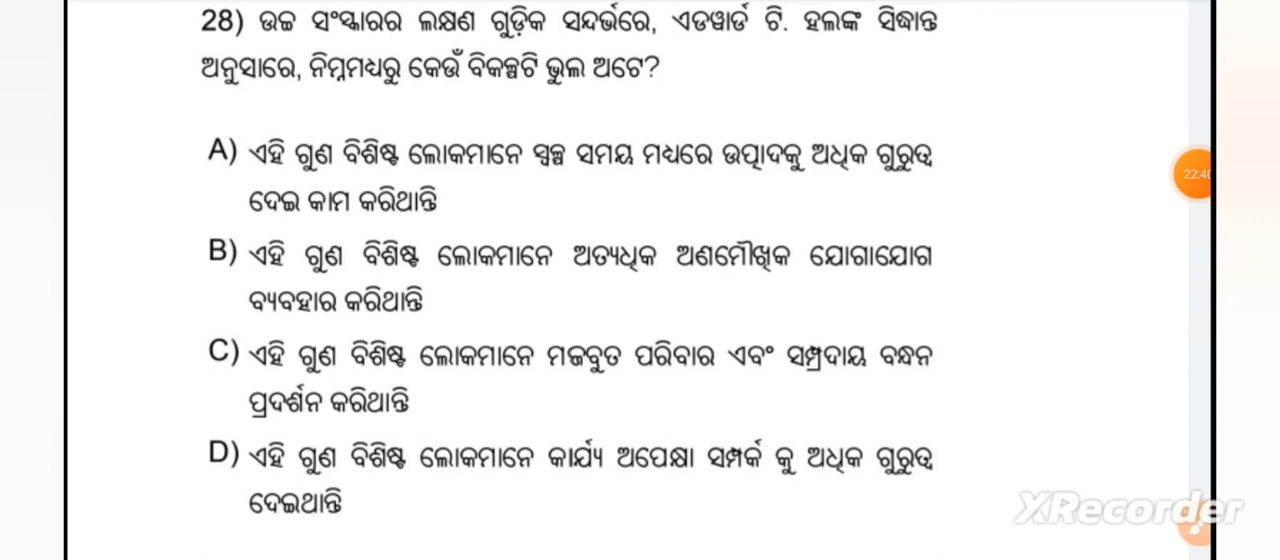 28) ଉଚ୍ଚ ସଂସ୍କାରର ଲକ୍ଷଣ ଗୁଡ଼ିକ ସନ୍ଦର୍ଭରେ, ଏଡୱାର୍ଡ ଟି. ହଲଙ୍କ ସିଦ୍ଧାନ୍ତ
ଅନୁସାରେ, ନିମ୍ନମଧ୍ୟରୁ କେଉଁ ବିକଳ୍ପଟି ଭୁଲ ଅଟେ?
A) ଏହି ଗୁଣ ବିଶିଷ୍ଟ ଲୋକମାନେ ସ୍ୱଳ୍ପ ସମୟ ମଧ୍ୟରେ ଉତ୍ପାଦକୁ ଅଧିକ ଗୁରୁତ୍ୱ
ଦେଇ କାମ କରିଥାନ୍ତି
22:40
B) ଏହି ଗୁଣ ବିଶିଷ୍ଟ ଲୋକମାନେ ଅତ୍ୟଧିକ ଅଣମୌଖିକ ଯୋଗାଯୋଗ
ବ୍ୟବହାର କରିଥାନ୍ତି
C) ଏହି ଗୁଣ ବିଶିଷ୍ଟ ଲୋକମାନେ ମଜବୁତ ପରିବାର ଏବଂ ସମ୍ପ୍ରଦାୟ ବନ୍ଧନ
ପ୍ରଦର୍ଶନ କରିଥାନ୍ତି
D) ଏହି ଗୁଣ ବିଶିଷ୍ଟ ଲୋକମାନେ କାର୍ଯ୍ୟ ଅପେକ୍ଷା ସମ୍ପର୍କ କୁ ଅଧିକ ଗୁରୁତ୍ୱ
ଦେଇଥାନ୍ତି
XRecorder